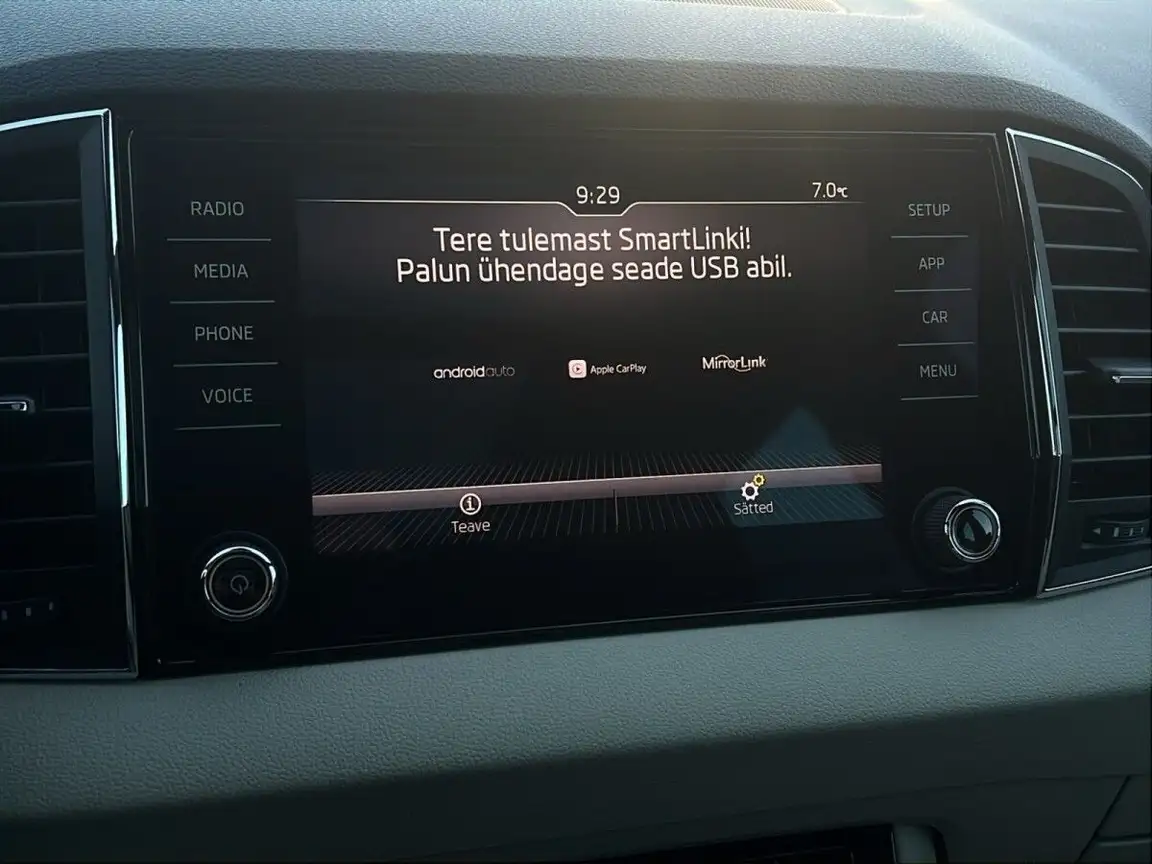 9:29
7.0°C
RADIO
MEDIA
PHONE
VOICE
Tere tulemast SmartLinki!
Palun ühendage seade USB abil.
androidauto
Apple CarPlay
MirrorLink
Teave
Sätted
SETUP
APP
CAR
MENU